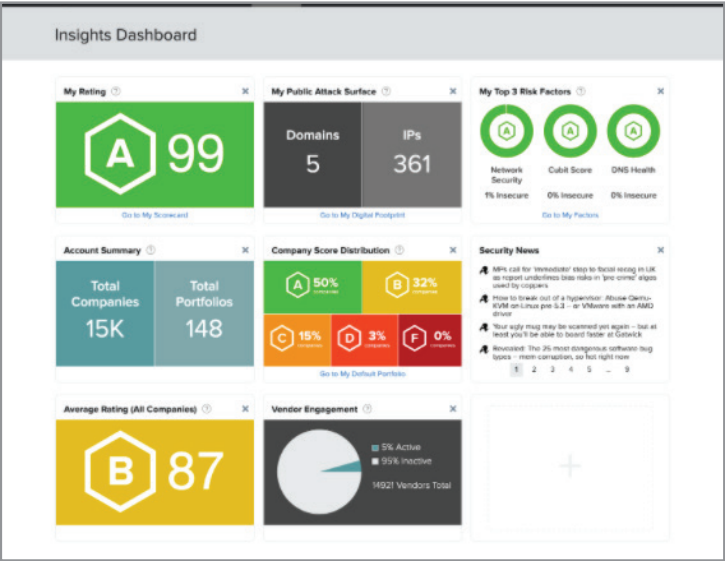 Insights Dashboard
My Rating ?
A 99
Go to My Scorecard
My Public Attack Surface ?
Domains
5
IPs
361
Go to My Digital Footprint
My Top 3 Risk Factors ?
A
Network
Security
1% Insecure
A
Cubit Score
0% Insecure
A
DNS Health
0% Insecure
Go to My Factors
Account Summary ?
Total
Companies
15K
Total
Portfolios
148
Company Score Distribution ?
A 50%
companies
B 32%
companies
C 15%
companies
D 3%
companies
F 0%
companies
Go to My Default Portfolio
Security News
MPs call for 'immediate' stop to facial recog in UK
as report underlines bias risks in 'pre-crime' algos
used by coppers
How to break out of a hypervisor: Abuse Qemu-
KVM on Linux pre-5.3 – or VMware with an AMD
driver
Your ugly mug may be scanned yet again – but at
least you'll be able to board faster at Gatwick
Revealed: The 25 most dangerous software bug
types – mem corruption, so hot right now
1 2 3 4 5 ... 9
Average Rating (All Companies) ?
B 87
Vendor Engagement ?
5% Active
95% Inactive
14921 Vendors Total